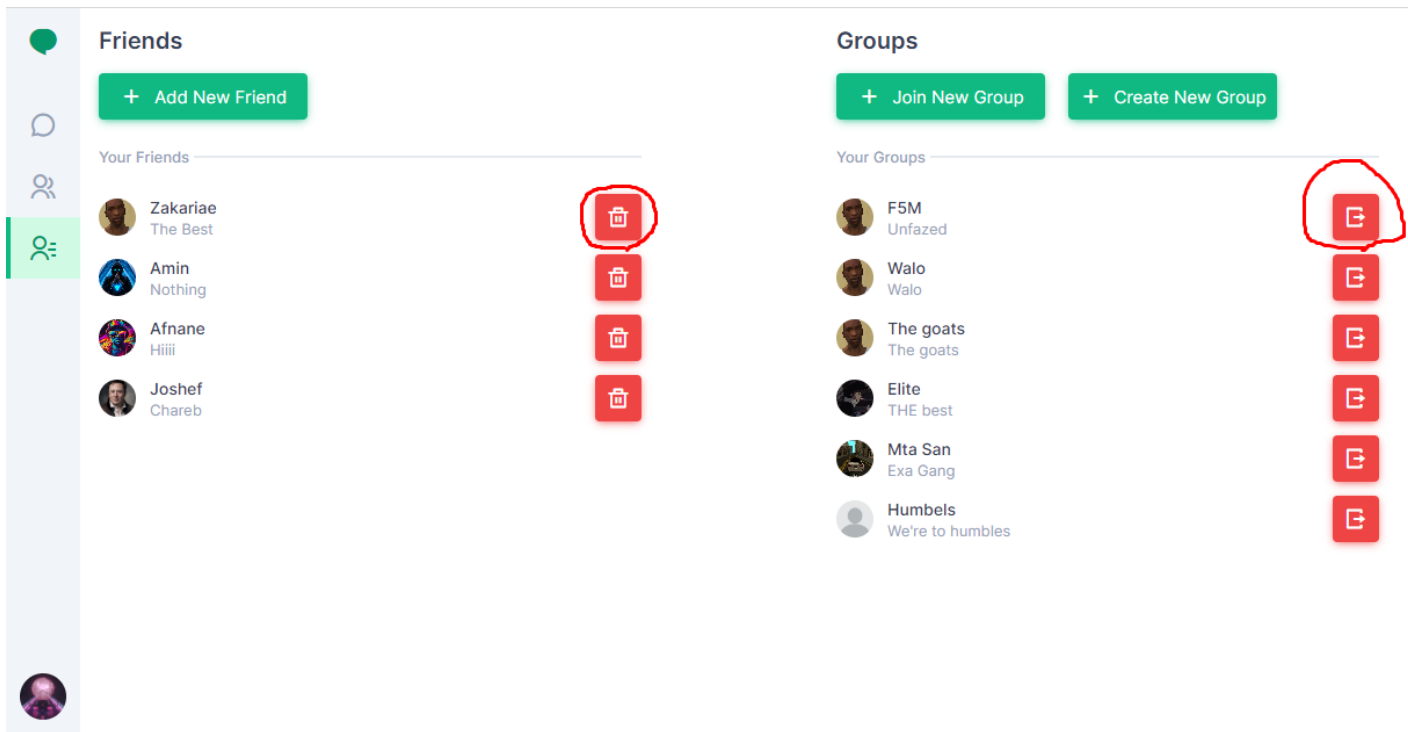 Friends
+ Add New Friend
Your Friends
Zakariae
The Best
Amin
Nothing
Afnane
Hiiii
Joshef
Chareb
Groups
+ Join New Group
+ Create New Group
Your Groups
F5M
Unfazed
Walo
Walo
The goats
The goats
Elite
THE best
Mta San
Exa Gang
Humbels
We're to humbles